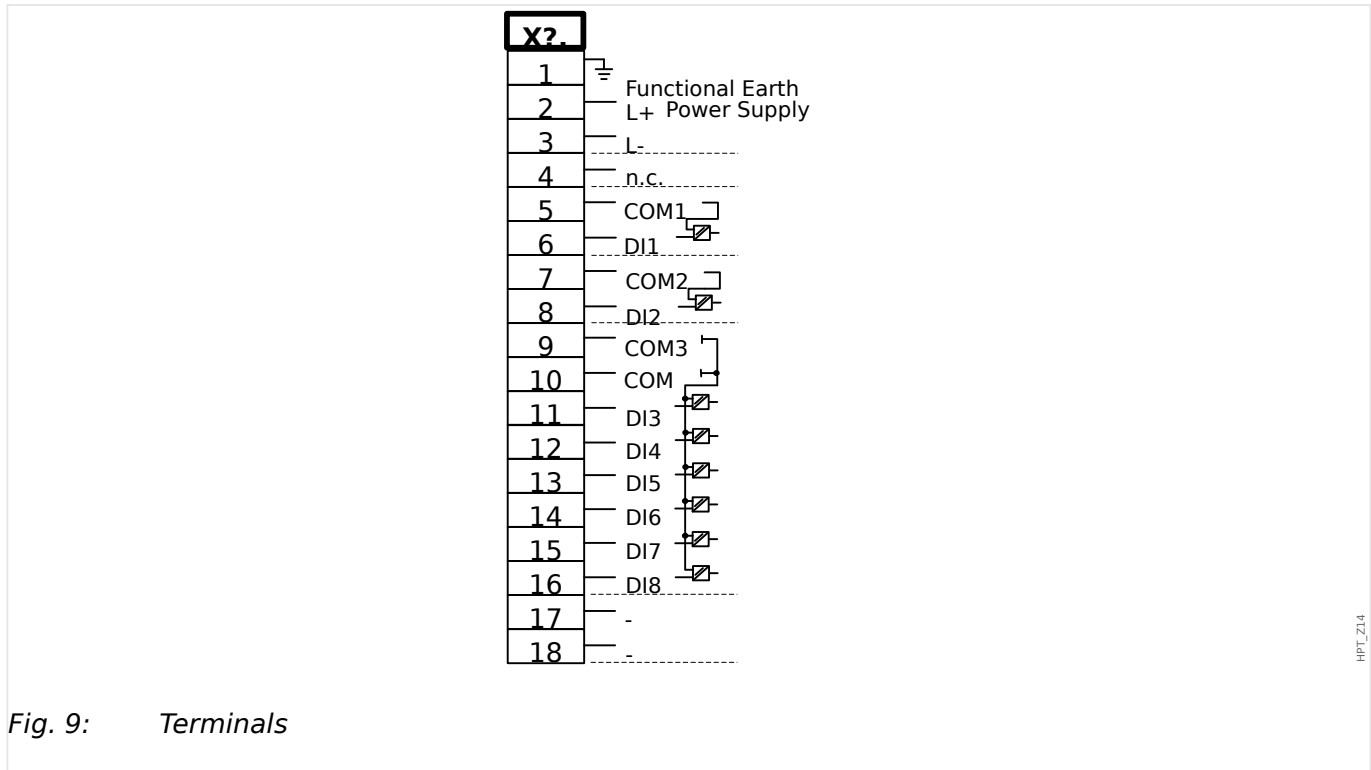 X?.
1
Functional Earth
2 L+ Power Supply
3 L-
4 n.c.
5 COM1
6 DI1
7 COM2
8 DI2
9 COM3
10 COM
11 DI3
12 DI4
13 DI5
14 DI6
15 DI7
16 DI8
17 -
18 -
HPT_Z14
Fig. 9: Terminals